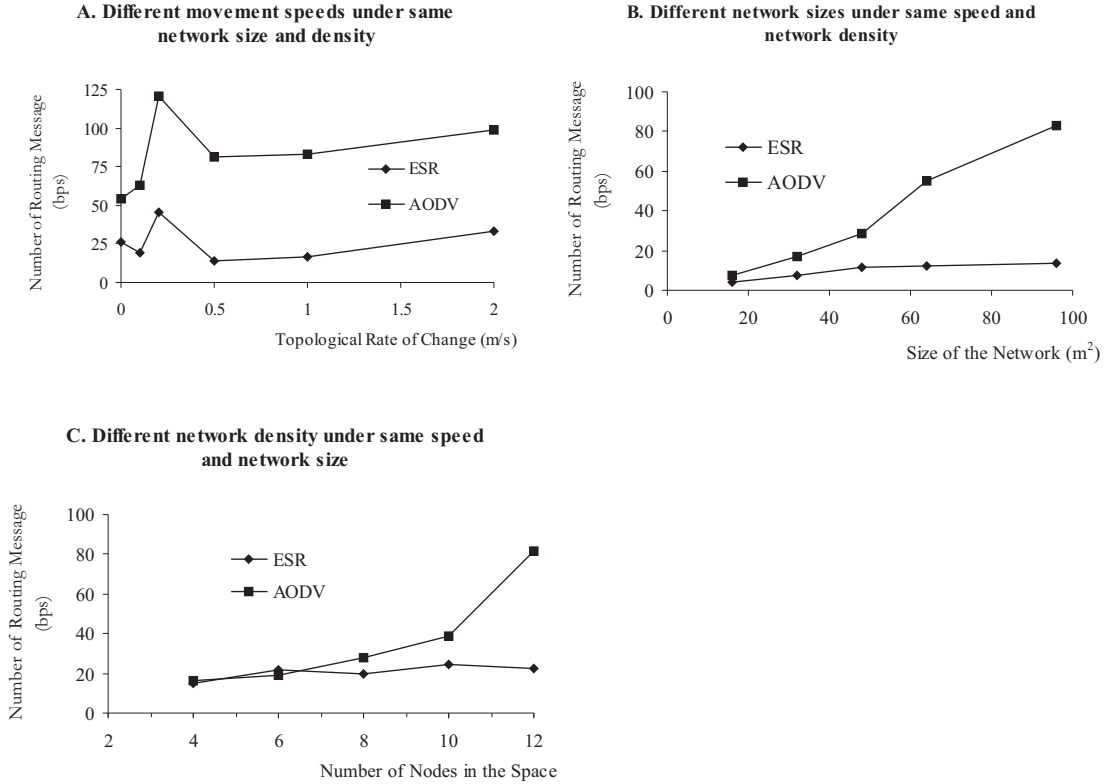 A. Different movement speeds under same
network size and density
Number of Routing Message
(bps)
125
100
75
50
25
0
ESR
AODV
0
0.5
1
1.5
2
Topological Rate of Change (m/s)
B. Different network sizes under same speed and
network density
Number of Routing Message
(bps)
100
80
60
40
20
0
ESR
AODV
0
20
40
60
80
100
Size of the Network (m²)
C. Different network density under same speed
and network size
Number of Routing Message
(bps)
100
80
60
40
20
0
ESR
AODV
2
4
6
8
10
12
Number of Nodes in the Space